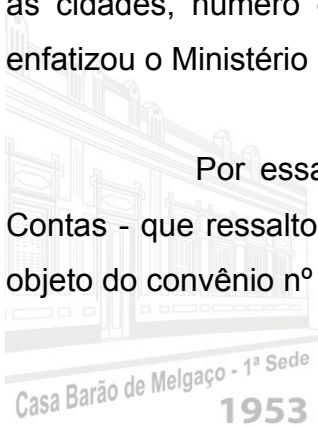 as cidades, número
enfatizou o Ministério
Por essa
Contas - que ressalto
objeto do convênio nº
Casa Barão de Melgaço - 1ª Sede
1953